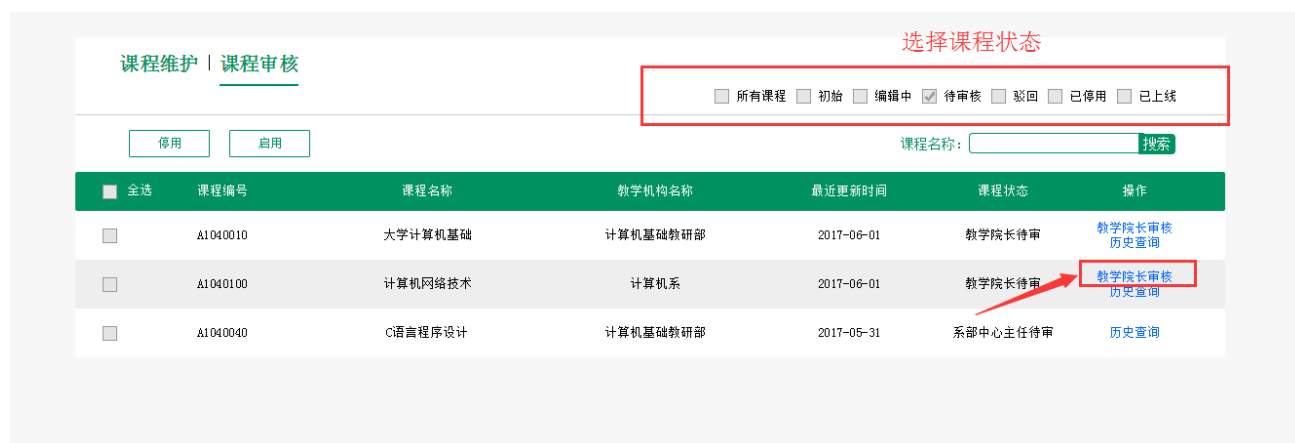 选择课程状态
课程维护 | 课程审核
所有课程 初始 编辑中 待审核 驳回 已停用 已上线
停用 启用 课程名称： 搜索
全选 课程编号 课程名称 教学机构名称 最近更新时间 课程状态 操作
A1040010 大学计算机基础 计算机基础教研部 2017-06-01 教学院长待审 教学院长审核
历史查询
A1040100 计算机网络技术 计算机系 2017-06-01 教学院长待审 教学院长审核
历史查询
A1040040 C语言程序设计 计算机基础教研部 2017-05-31 系部中心主任待审 历史查询